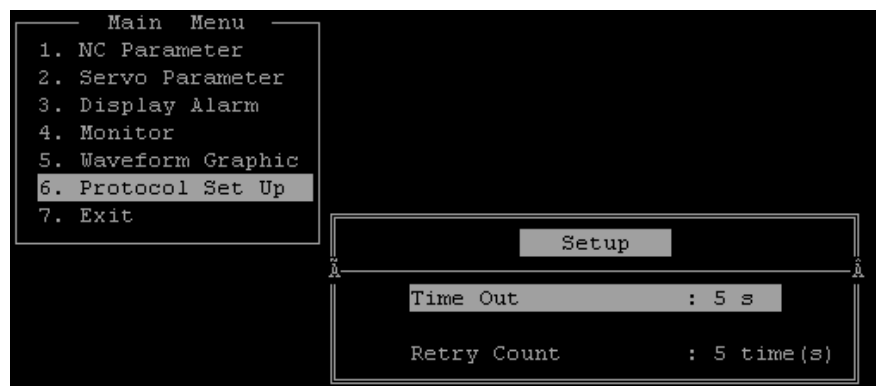 Main Menu
1. NC Parameter
2. Servo Parameter
3. Display Alarm
4. Monitor
5. Waveform Graphic
6. Protocol Set Up
7. Exit
Setup
Ã Â
Time Out : 5 s
Retry Count : 5 time(s)